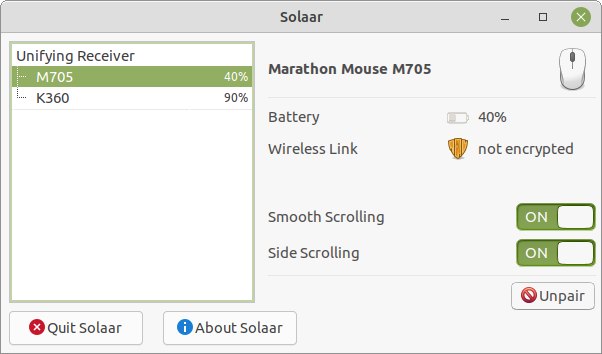 Solaar
Unifying Receiver
M705 40%
K360 90%
Marathon Mouse M705
Battery 40%
Wireless Link not encrypted
Smooth Scrolling ON
Side Scrolling ON
Unpair
Quit Solaar About Solaar